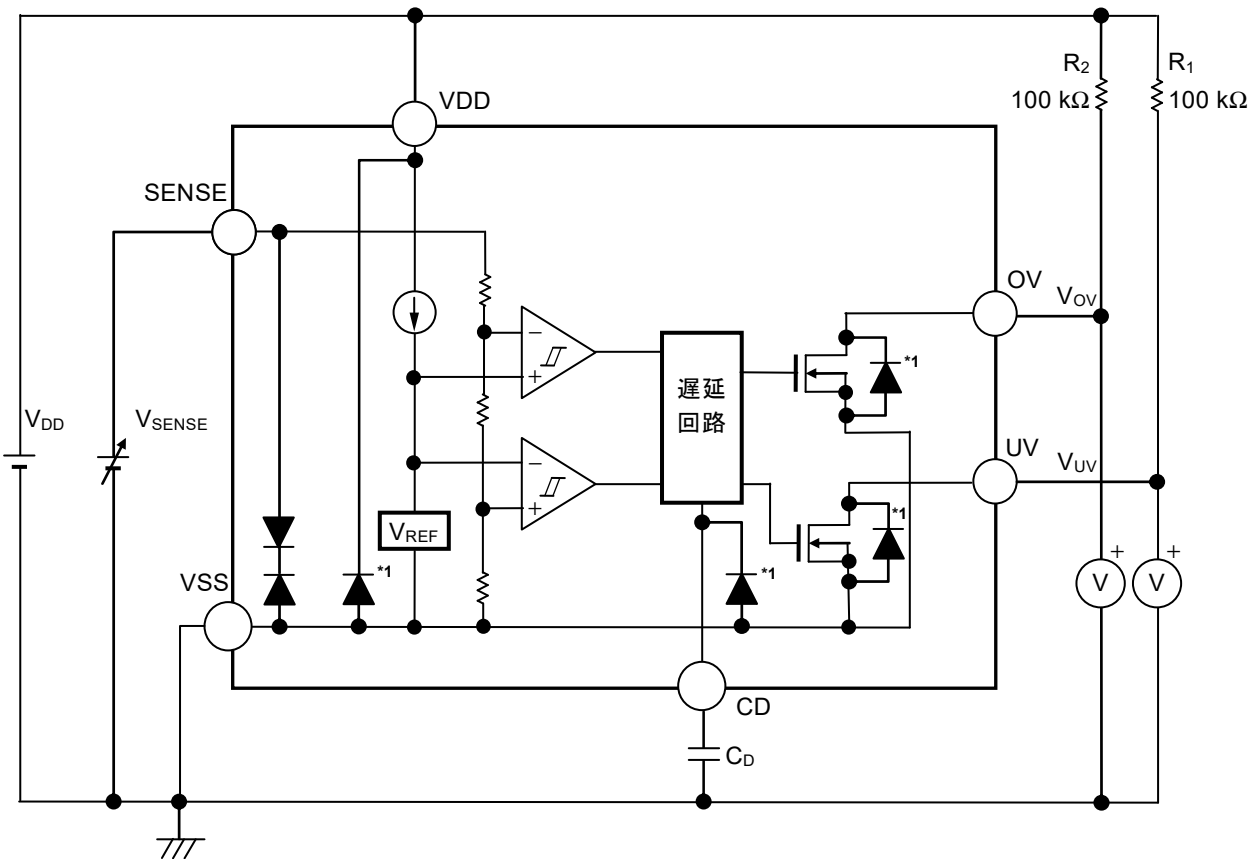 R2
100 kΩ
R1
100 kΩ
VDD
SENSE
OV
VOV
−
+
*1
遅延
回路
VDD
VSENSE
UV
VUV
−
+
*1
VREF
VSS
*1
*1
+
V
+
V
CD
CD